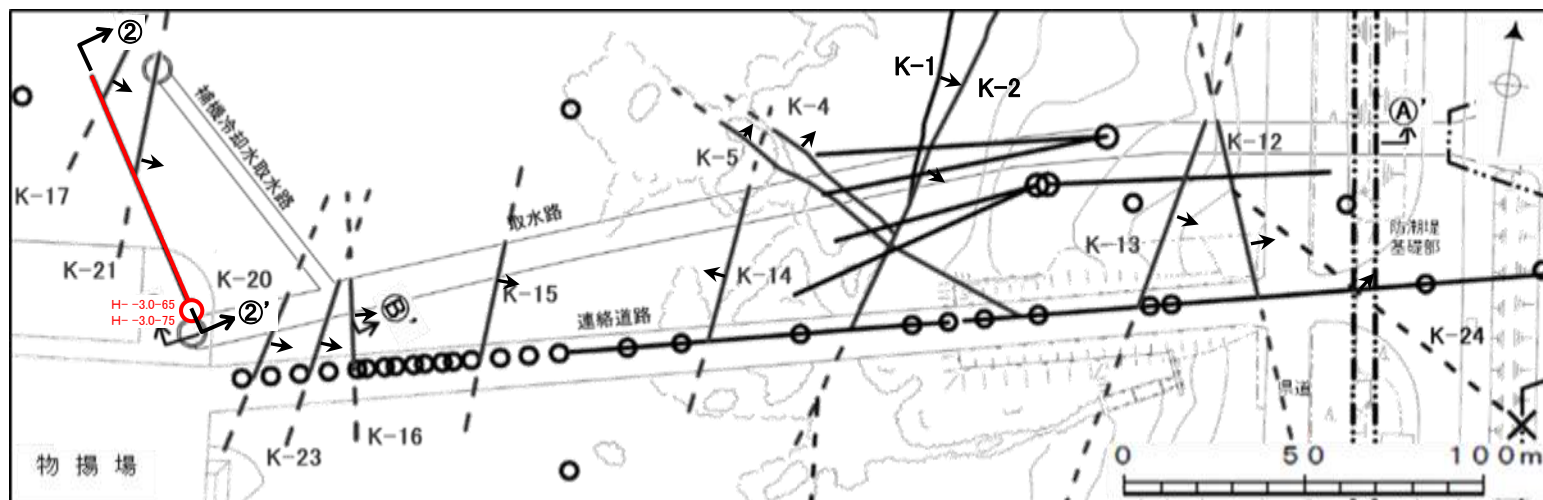 ②
K-1
K-2
K-4
K-5
K-12
Ⓐ'
補機冷却水取水路
K-17
取水路
防潮堤
基礎部
K-13
K-21
K-20
K-14
K-15
H- -3.0-65
H- -3.0-75
②'
Ⓑ'
連絡道路
K-24
県道
K-16
K-23
物揚場
0 50 100m